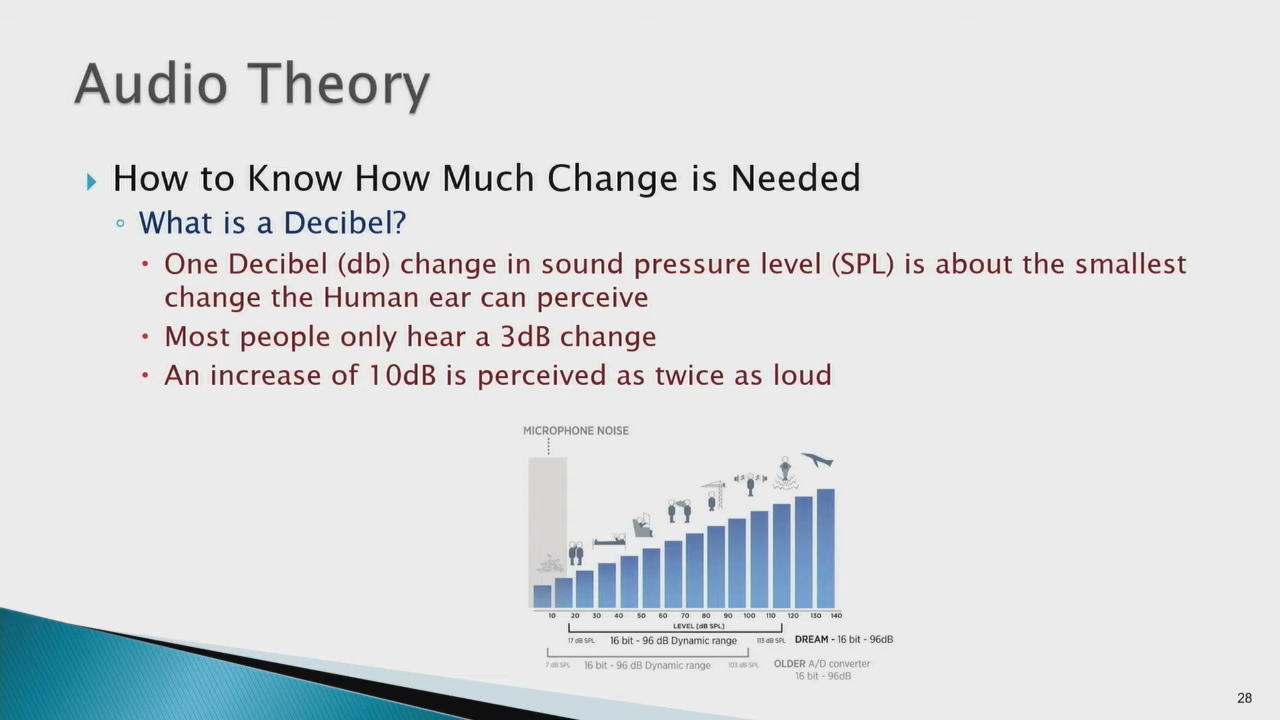 Audio Theory
How to Know How Much Change is Needed
What is a Decibel?
One Decibel (db) change in sound pressure level (SPL) is about the smallest
change the Human ear can perceive
Most people only hear a 3dB change
An increase of 10dB is perceived as twice as loud
MICROPHONE NOISE
10 20 30 40 50 60 70 80 90 100 110 120 130 140
LEVEL [dB SPL]
17 dB SPL 16 bit - 96 dB Dynamic range 113 dB SPL DREAM - 16 bit - 96dB
7 dB SPL 16 bit - 96 dB Dynamic range 103 dB SPL OLDER A/D converter
16 bit - 96dB
28